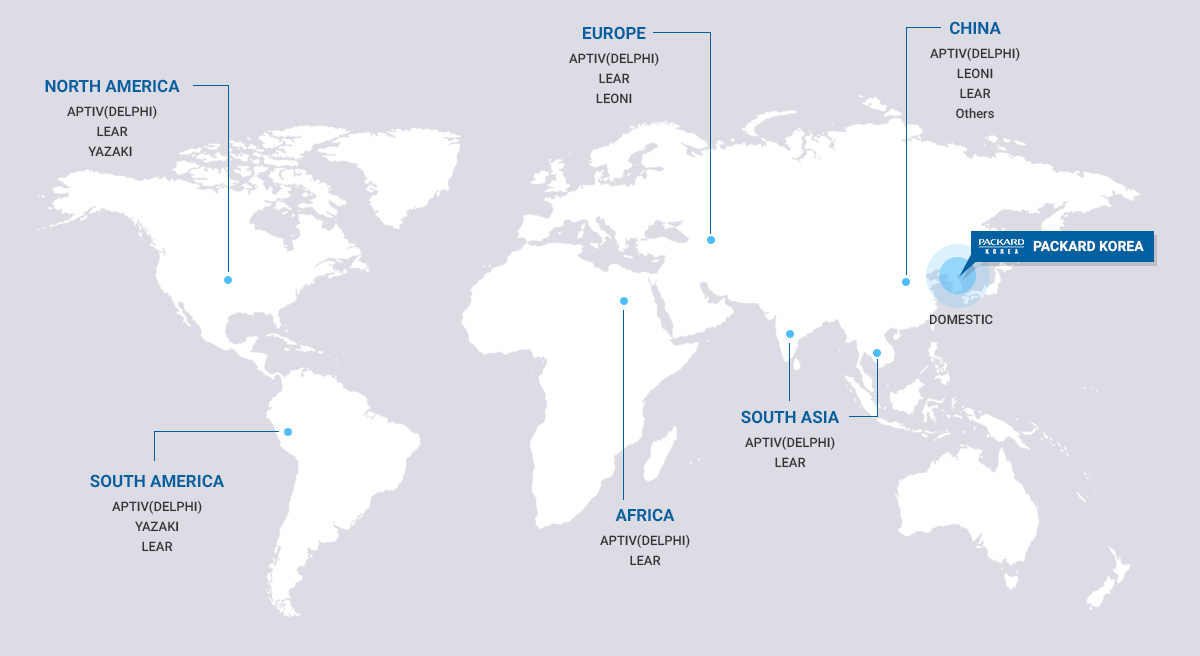 NORTH AMERICA
APTIV(DELPHI)
LEAR
YAZAKI
EUROPE
APTIV(DELPHI)
LEAR
LEONI
CHINA
APTIV(DELPHI)
LEONI
LEAR
Others
PACKARD
KOREA
PACKARD KOREA
DOMESTIC
SOUTH ASIA
APTIV(DELPHI)
LEAR
SOUTH AMERICA
APTIV(DELPHI)
YAZAKI
LEAR
AFRICA
APTIV(DELPHI)
LEAR